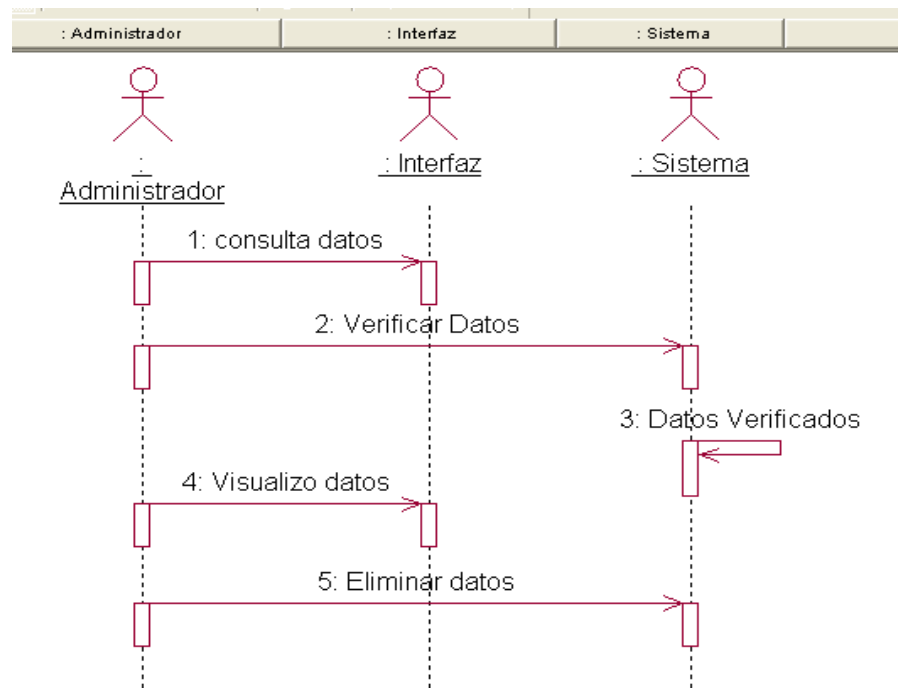 : Administrador : Interfaz : Sistema
:
Administrador
: Interfaz
: Sistema
1: consulta datos
2: Verificar Datos
3: Datos Verificados
4: Visualizo datos
5: Eliminar datos